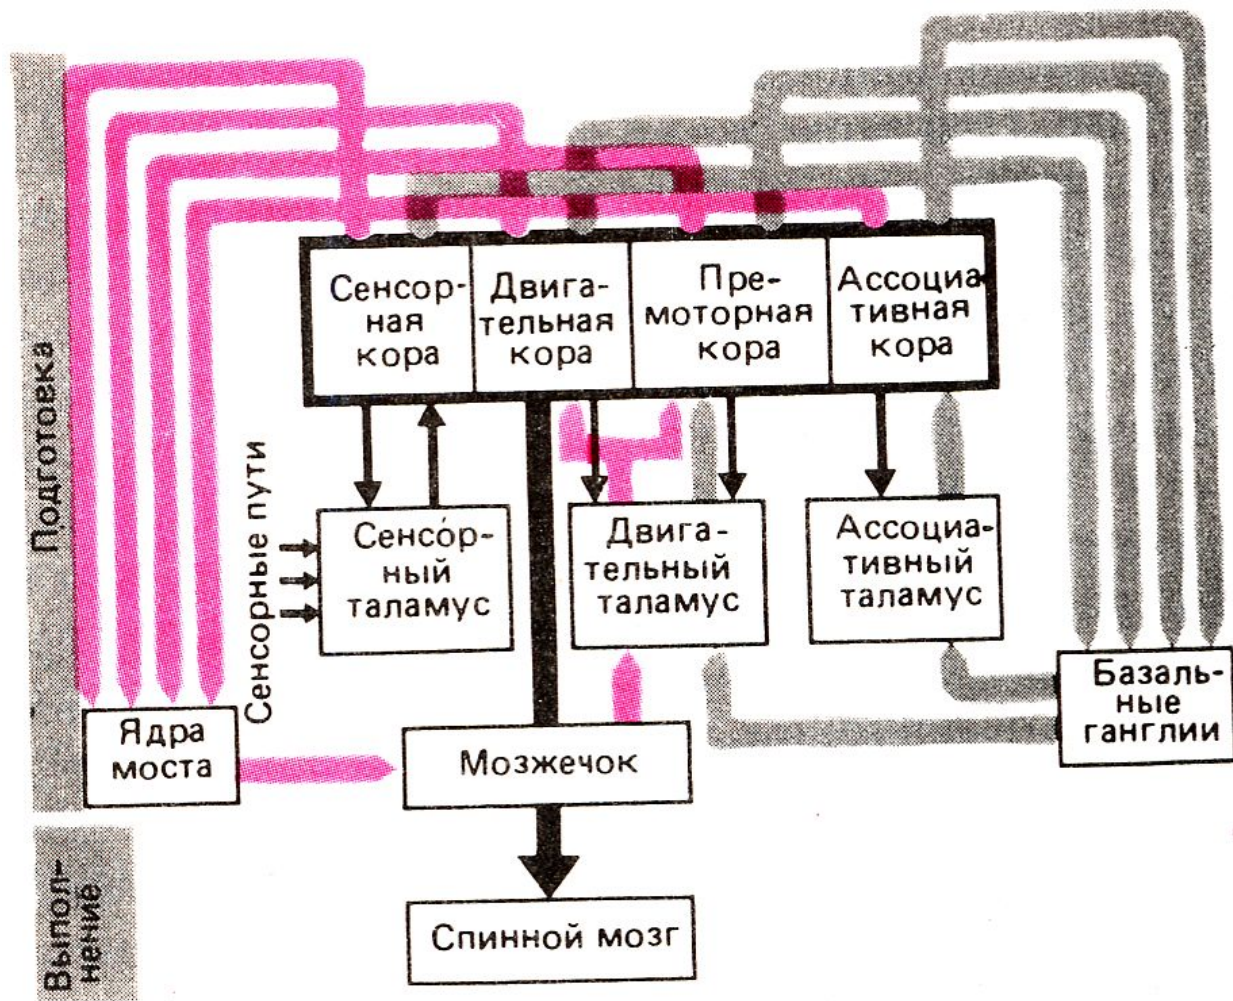 Подготовка
Сенсор-
ная
кора
Двига-
тельная
кора
Пре-
моторная
кора
Ассоциа-
тивная
кора
Сенсорные пути
Сенсор-
ный
таламус
Двига-
тельный
таламус
Ассоциа-
тивный
таламус
Ядра
моста
Мозжечок
Базаль-
ные
ганглии
Выпол-
нение
Спинной мозг